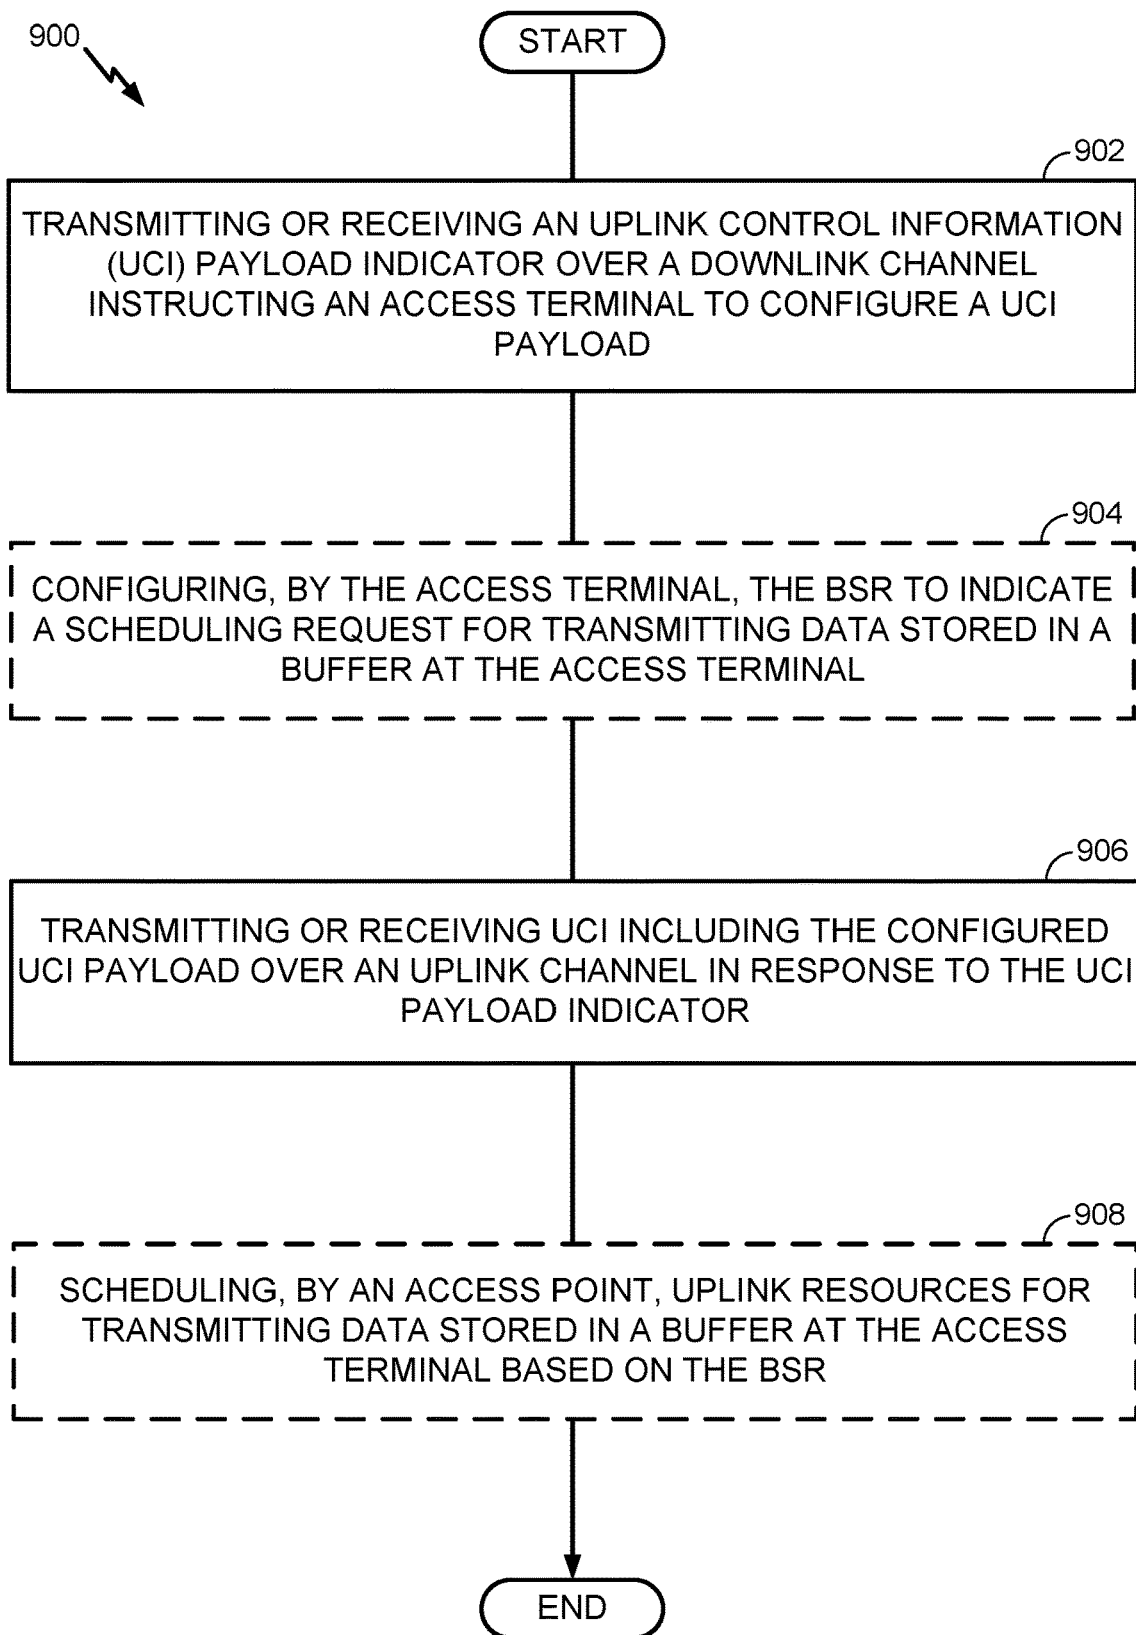 900
START
902
TRANSMITTING OR RECEIVING AN UPLINK CONTROL INFORMATION
(UCI) PAYLOAD INDICATOR OVER A DOWNLINK CHANNEL
INSTRUCTING AN ACCESS TERMINAL TO CONFIGURE A UCI
PAYLOAD
904
CONFIGURING, BY THE ACCESS TERMINAL, THE BSR TO INDICATE
A SCHEDULING REQUEST FOR TRANSMITTING DATA STORED IN A
BUFFER AT THE ACCESS TERMINAL
906
TRANSMITTING OR RECEIVING UCI INCLUDING THE CONFIGURED
UCI PAYLOAD OVER AN UPLINK CHANNEL IN RESPONSE TO THE UCI
PAYLOAD INDICATOR
908
SCHEDULING, BY AN ACCESS POINT, UPLINK RESOURCES FOR
TRANSMITTING DATA STORED IN A BUFFER AT THE ACCESS
TERMINAL BASED ON THE BSR
END